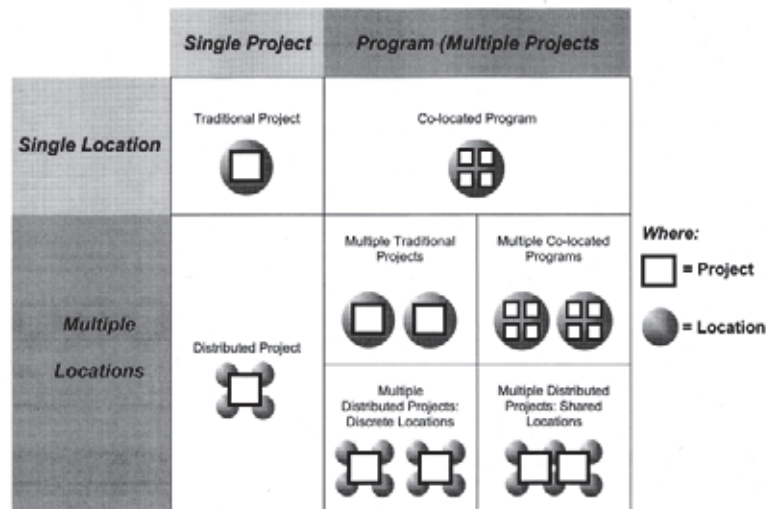 Single Project
Program (Multiple Projects
Single Location
Traditional Project
Co-located Program
Multiple
Locations
Distributed Project
Multiple Traditional
Projects
Multiple Co-located
Programs
Multiple
Distributed Projects:
Discrete Locations
Multiple Distributed
Projects: Shared
Locations
Where:
= Project
= Location